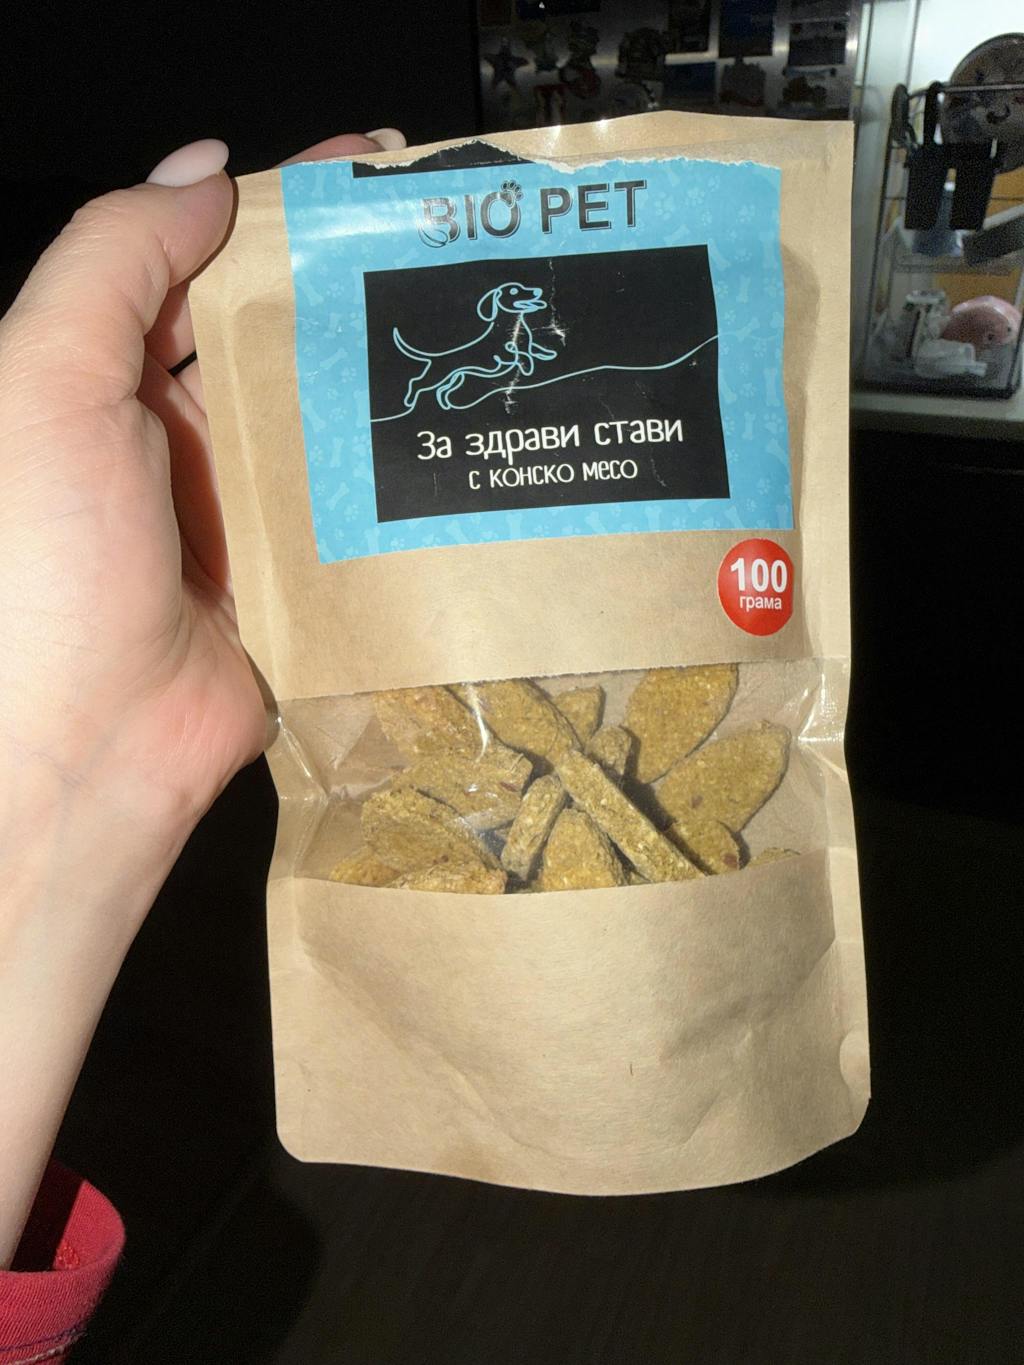 BIO PET
За здрави стави
с конско месо
100
грама